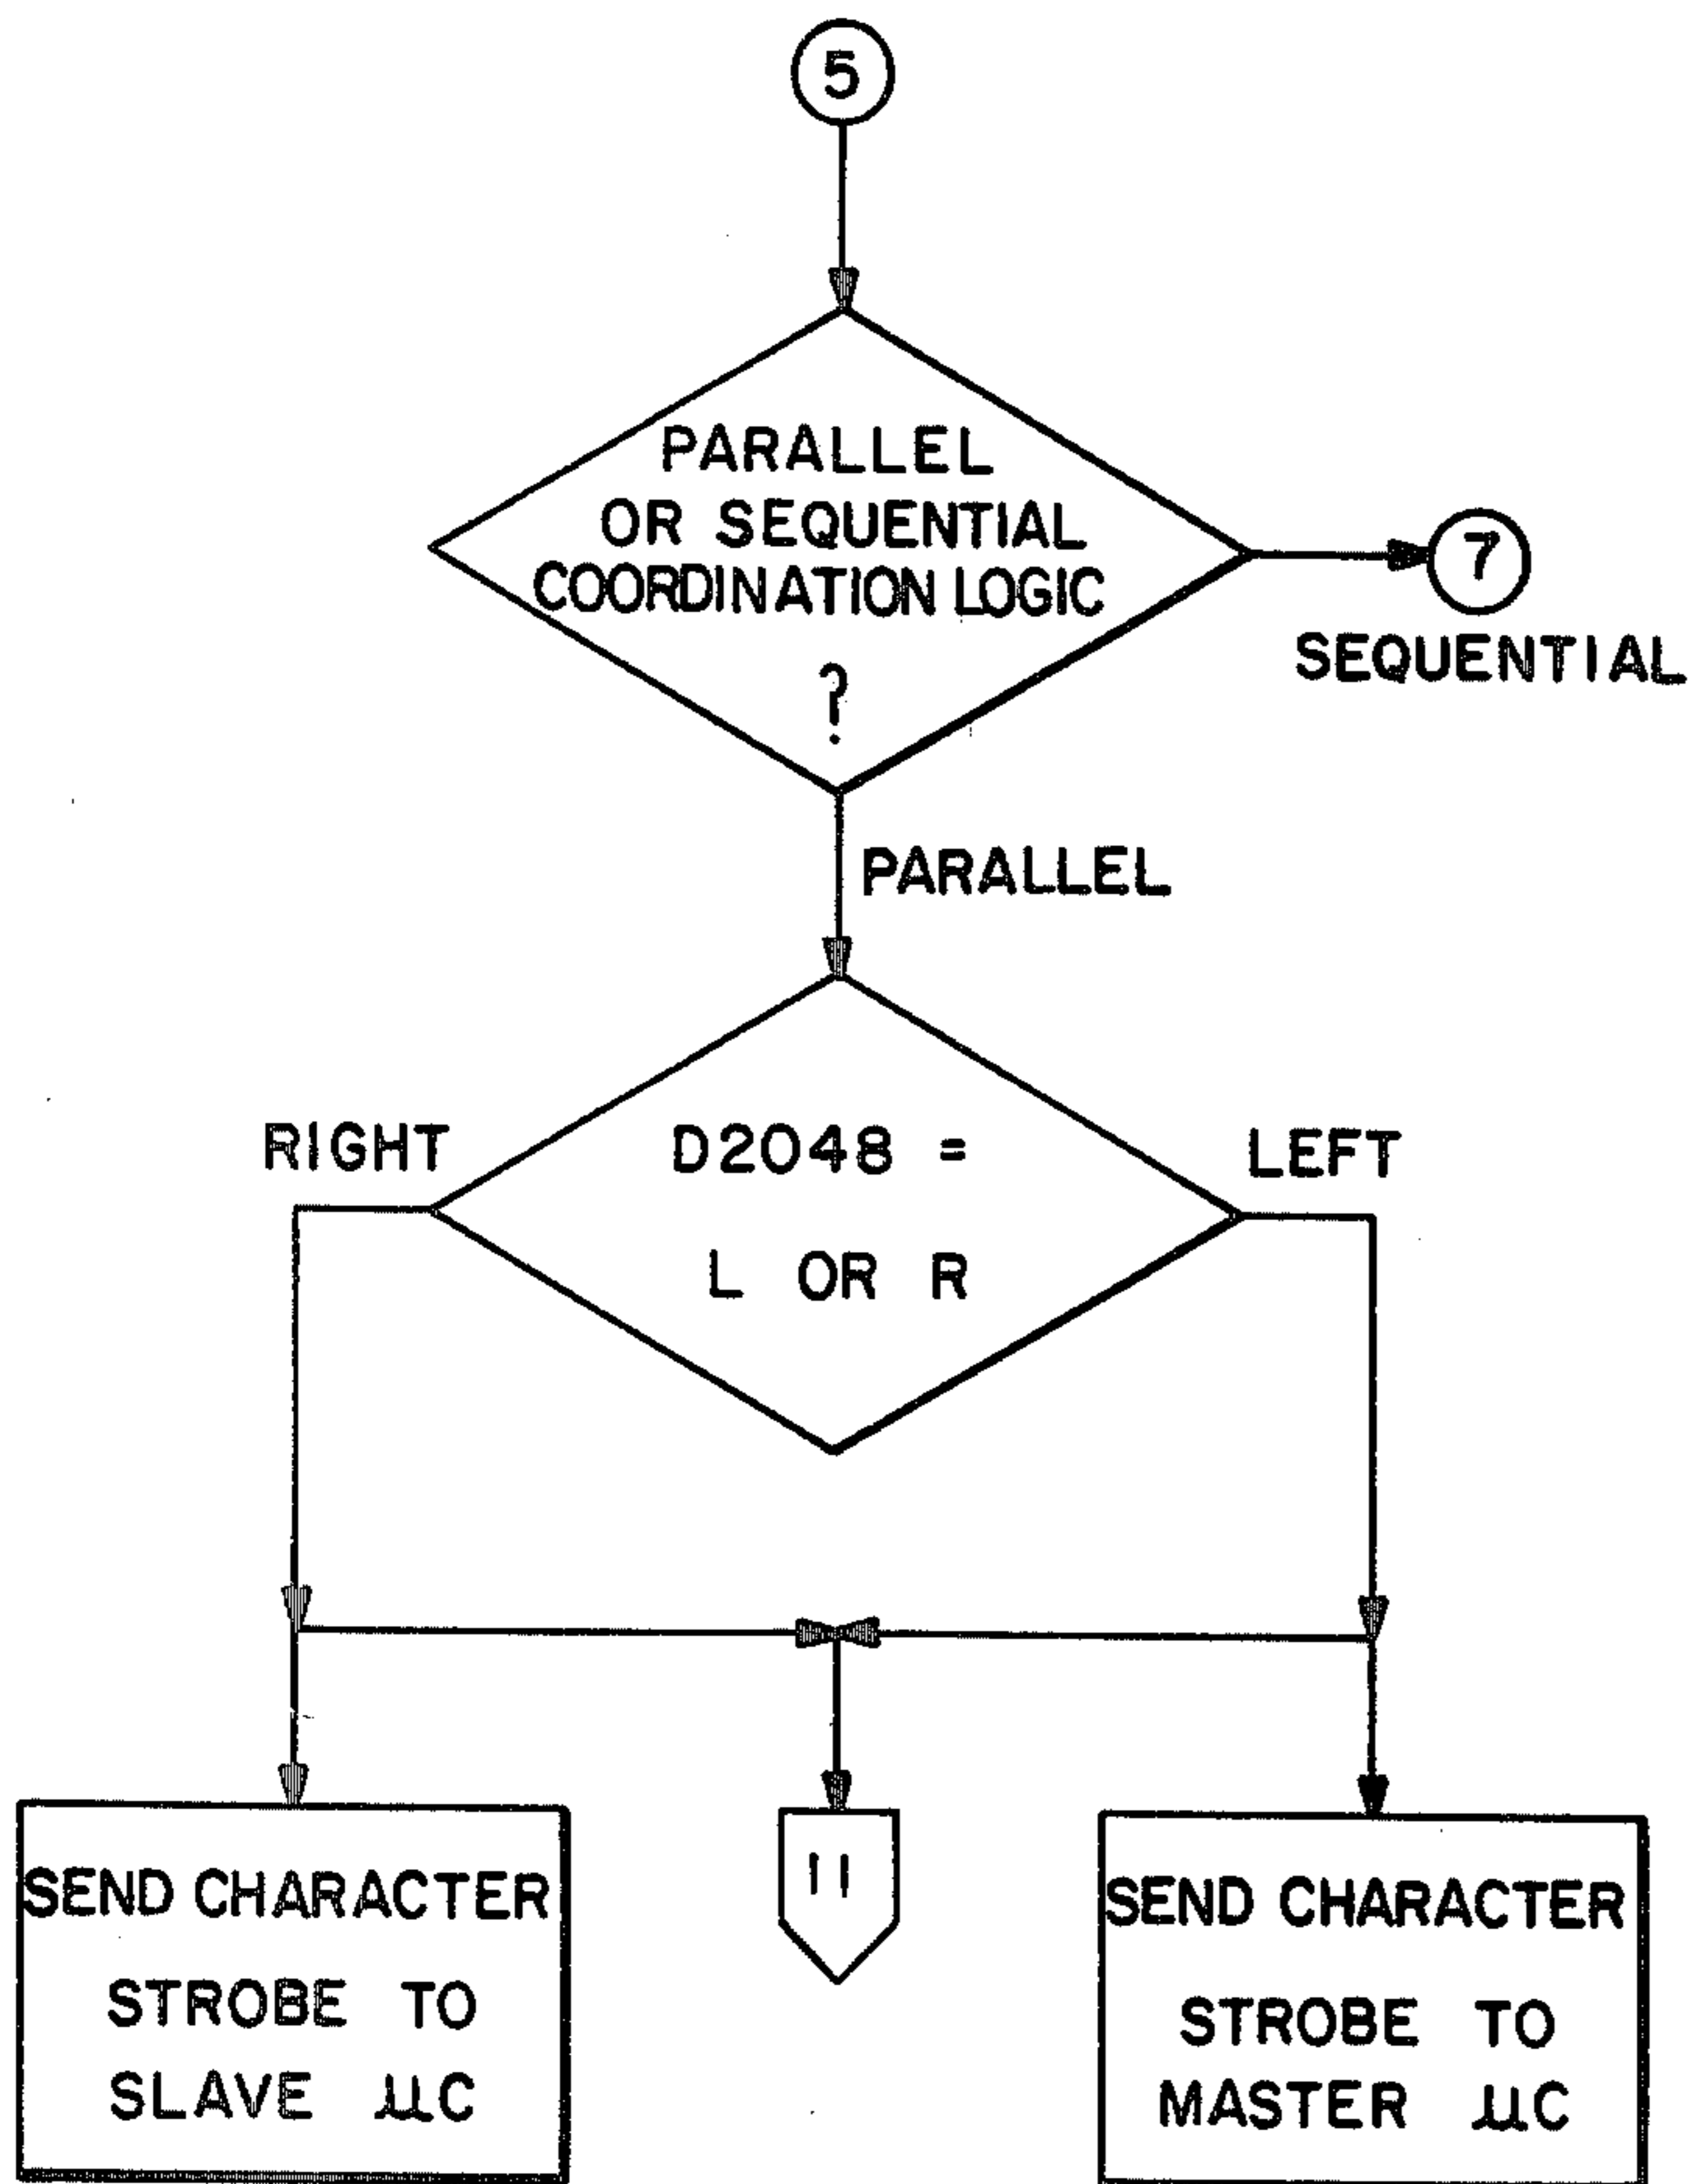 5
PARALLEL
OR SEQUENTIAL
COORDINATION LOGIC
?
7
SEQUENTIAL
PARALLEL
RIGHT
D2048 =
L OR R
LEFT
SEND CHARACTER
STROBE TO
SLAVE µC
11
SEND CHARACTER
STROBE TO
MASTER µC